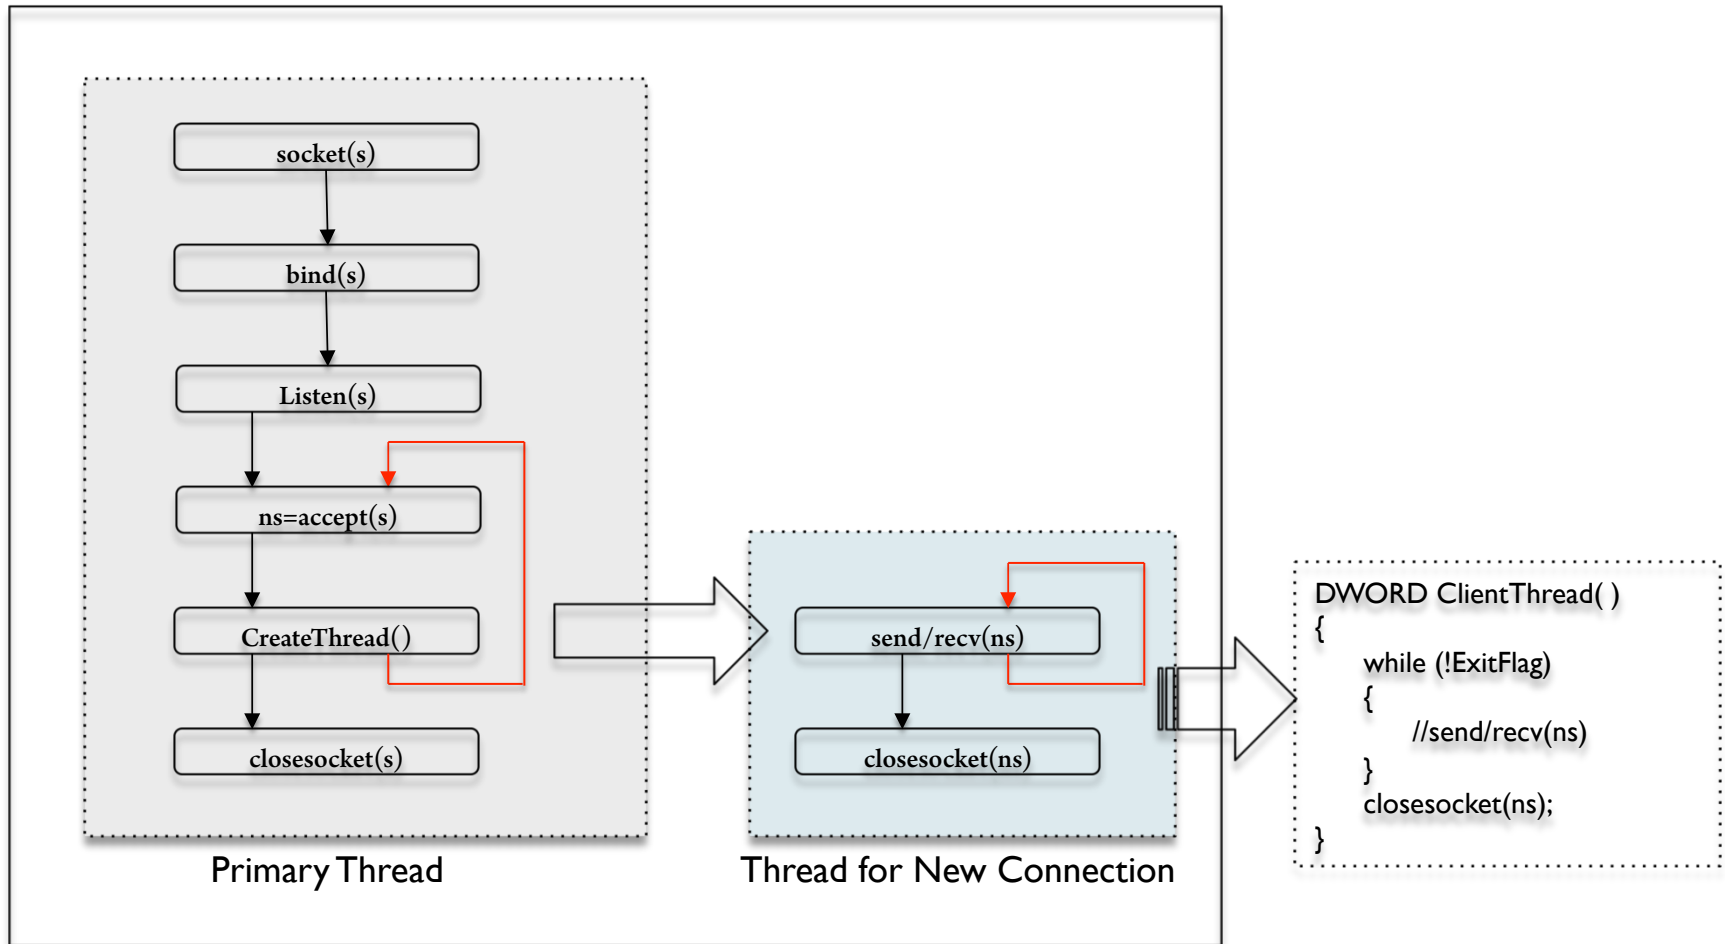 socket(s)
bind(s)
Listen(s)
ns=accept(s)
CreateThread()
closesocket(s)
Primary Thread
send/recv(ns)
closesocket(ns)
Thread for New Connection
DWORD ClientThread( )
{
while (!ExitFlag)
{
//send/recv(ns)
}
closesocket(ns);
}